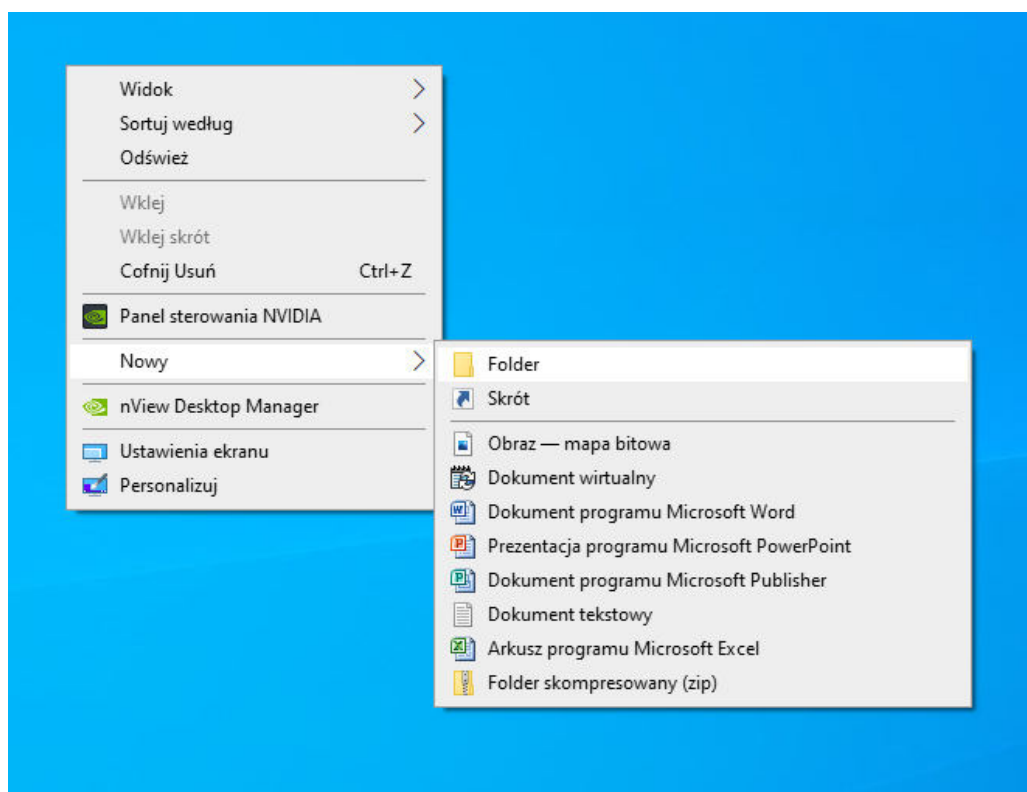 Widok
Sortuj według
Odśwież
Wklej
Wklej skrót
Cofnij Usuń Ctrl+Z
Panel sterowania NVIDIA
Nowy
nView Desktop Manager
Ustawienia ekranu
Personalizuj
Folder
Skrót
Obraz — mapa bitowa
Dokument wirtualny
Dokument programu Microsoft Word
Prezentacja programu Microsoft PowerPoint
Dokument programu Microsoft Publisher
Dokument tekstowy
Arkusz programu Microsoft Excel
Folder skompresowany (zip)